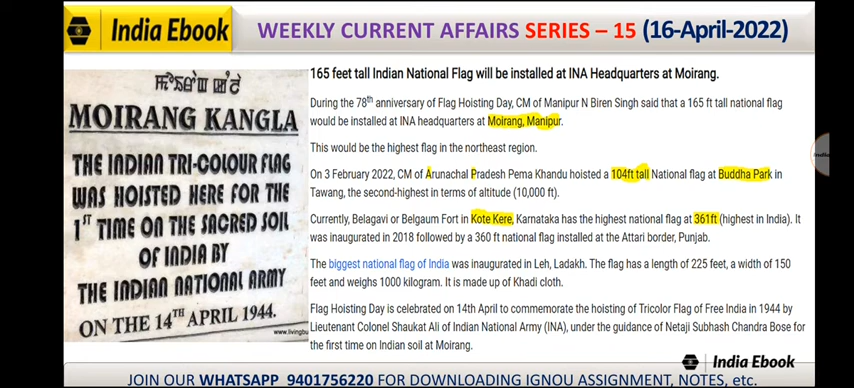 India Ebook
WEEKLY CURRENT AFFAIRS SERIES – 15 (16-April-2022)
MOIRANG KANGLA
THE INDIAN TRI-COLOUR FLAG
WAS HOISTED HERE FOR THE
1ST TIME ON THE SACRED SOIL
OF INDIA BY
THE INDIAN NATIONAL ARMY
ON THE 14TH APRIL 1944.
165 feet tall Indian National Flag will be installed at INA Headquarters at Moirang.
During the 78th anniversary of Flag Hoisting Day, CM of Manipur N Biren Singh said that a 165 ft tall national flag
would be installed at INA headquarters at Moirang, Manipur.
This would be the highest flag in the northeast region.
On 3 February 2022, CM of Arunachal Pradesh Pema Khandu hoisted a 104ft tall National flag at Buddha Park in
Tawang, the second-highest in terms of altitude (10,000 ft).
Currently, Belagavi or Belgaum Fort in Kote Kere, Karnataka has the highest national flag at 361ft (highest in India). It
was inaugurated in 2018 followed by a 360 ft national flag installed at the Attari border, Punjab.
The biggest national flag of India was inaugurated in Leh, Ladakh. The flag has a length of 225 feet, a width of 150
feet and weighs 1000 kilogram. It is made up of Khadi cloth.
Flag Hoisting Day is celebrated on 14th April to commemorate the hoisting of Tricolor Flag of Free India in 1944 by
Lieutenant Colonel Shaukat Ali of Indian National Army (INA), under the guidance of Netaji Subhash Chandra Bose for
the first time on Indian soil at Moirang.
India Ebook
JOIN OUR WHATSAPP 9401756220 FOR DOWNLOADING IGNOU ASSIGNMENT, NOTES, etc.